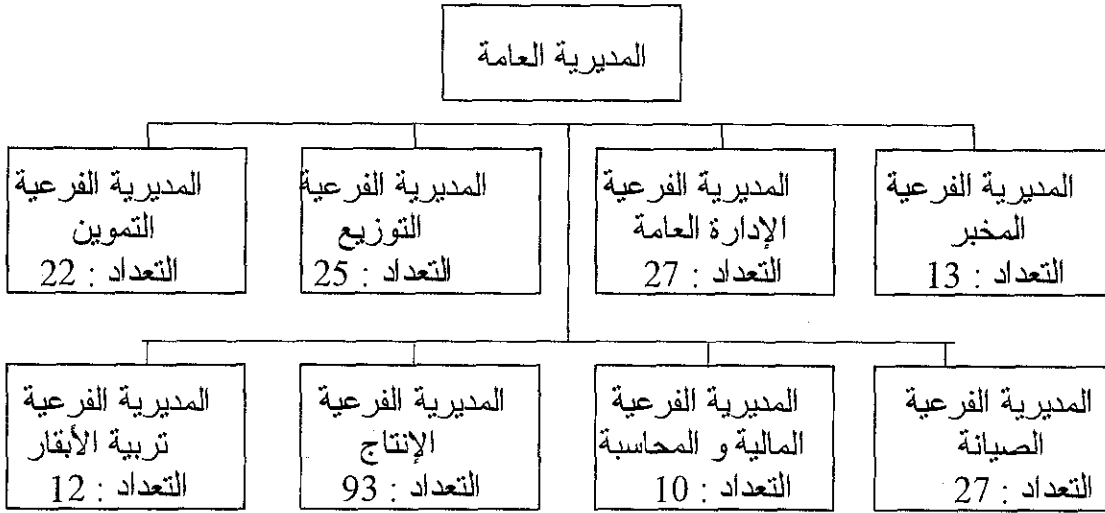 المديرية العامة
المديرية الفرعية
المخبر
التعداد : 13
المديرية الفرعية
الإدارة العامة
التعداد : 27
المديرية الفرعية
التوزيع
التعداد : 25
المديرية الفرعية
التموين
التعداد : 22
المديرية الفرعية
الصيانة
التعداد : 27
المديرية الفرعية
المالية و المحاسبة
التعداد : 10
المديرية الفرعية
الإنتاج
التعداد : 93
المديرية الفرعية
تربية الأبقار
التعداد : 12